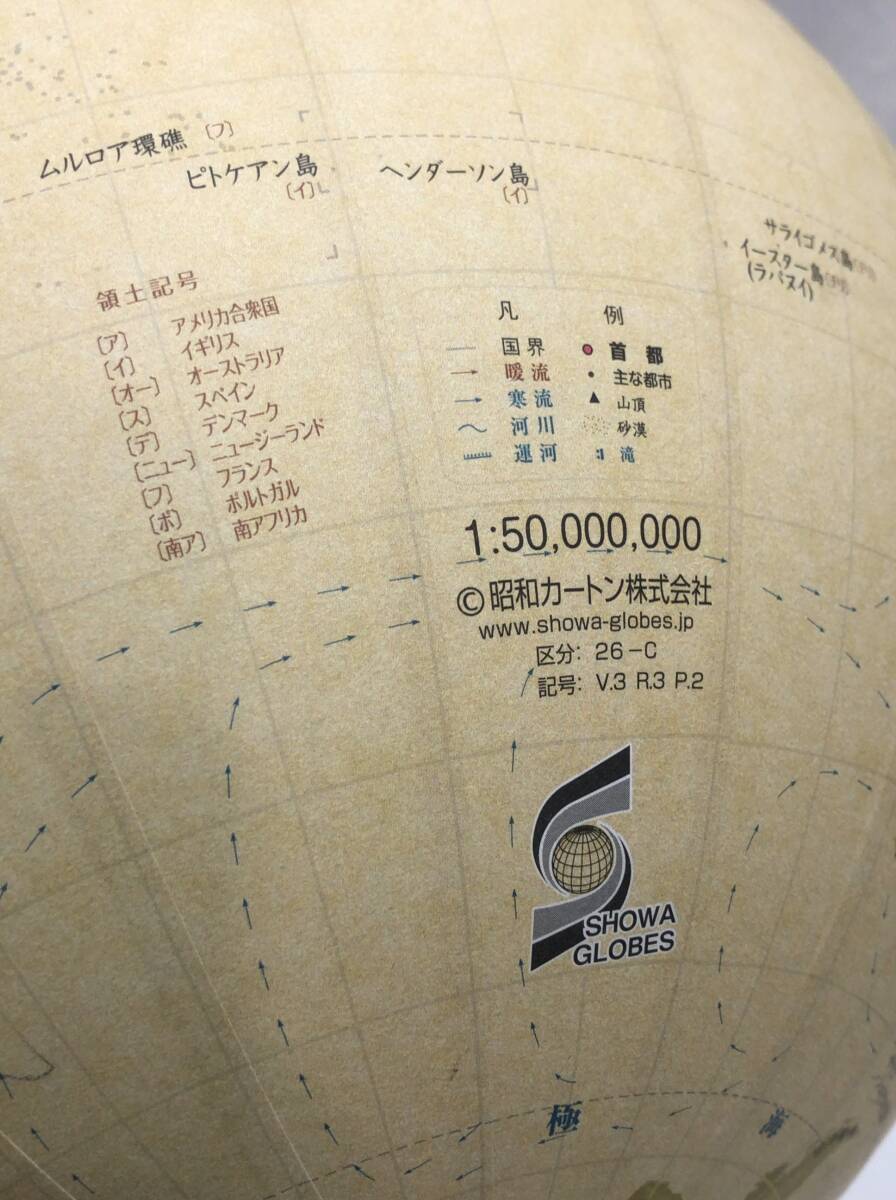 ムルロア環礁 〔フ〕
ピトケアン島
〔イ〕
ヘンダーソン島
〔イ〕
サライゴメス島
イースター島
(ラパヌイ)
領土記号
〔ア〕 アメリカ合衆国
〔イ〕 イギリス
〔オー〕 オーストラリア
〔ス〕 スペイン
〔デ〕 デンマーク
〔ニュー〕 ニュージーランド
〔フ〕 フランス
〔ポ〕 ポルトガル
〔南ア〕 南アフリカ
凡例
国界 首都
暖流 主な都市
寒流 山頂
河川 砂漠
運河 滝
1:50,000,000
©昭和カートン株式会社
www.showa-globes.jp
区分: 26-C
記号: V.3 R.3 P.2
SHOWA
GLOBES
極